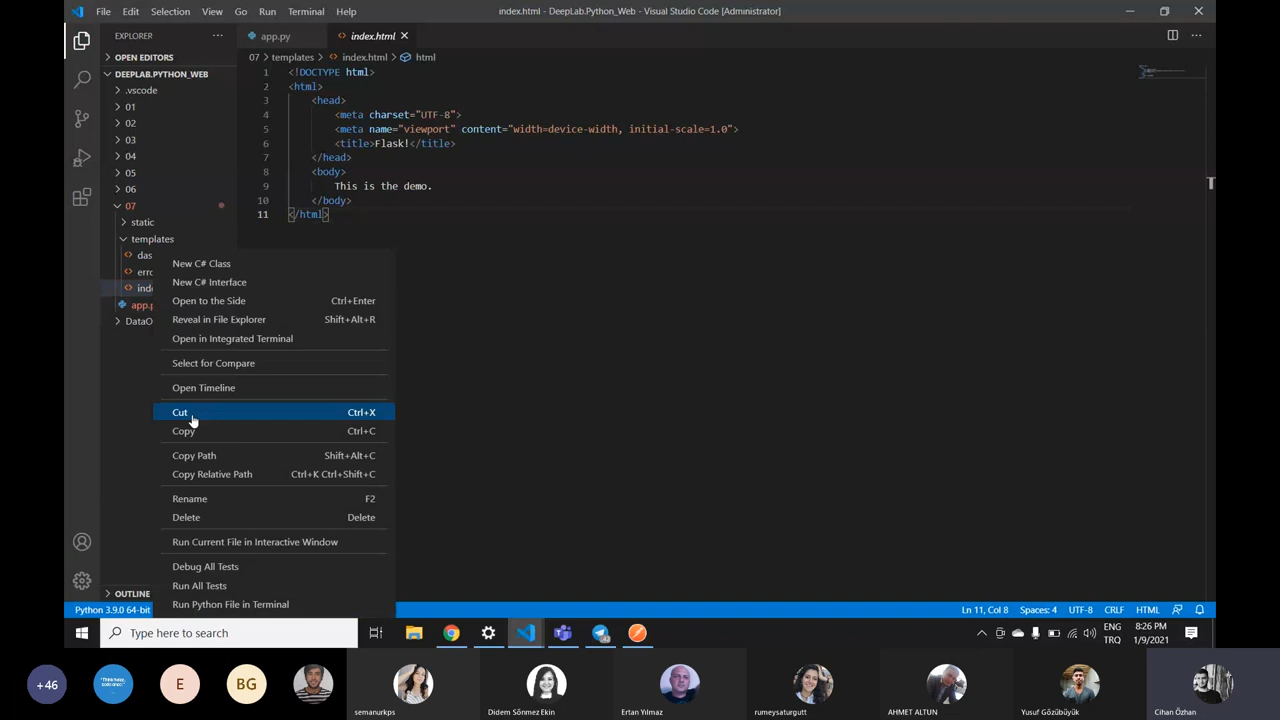 File Edit Selection View Go Run Terminal Help
index.html - DeepLab.Python_Web - Visual Studio Code [Administrator]
EXPLORER
app.py
index.html
OPEN EDITORS
07 > templates > index.html > html
DEEPLAB.PYTHON_WEB
.vscode
01
02
03
04
05
06
07
static
templates
das
erro
inde
app.p
DataO
OUTLINE
1 <!DOCTYPE html>
2 <html>
3 <head>
4 <meta charset="UTF-8">
5 <meta name="viewport" content="width=device-width, initial-scale=1.0">
6 <title>Flask!</title>
7 </head>
8 <body>
9 This is the demo.
10 </body>
11 </html>
New C# Class
New C# Interface
Open to the Side Ctrl+Enter
Reveal in File Explorer Shift+Alt+R
Open in Integrated Terminal
Select for Compare
Open Timeline
Cut Ctrl+X
Copy Ctrl+C
Copy Path Shift+Alt+C
Copy Relative Path Ctrl+K Ctrl+Shift+C
Rename F2
Delete Delete
Run Current File in Interactive Window
Debug All Tests
Run All Tests
Run Python File in Terminal
Python 3.9.0 64-bit
Ln 11, Col 8 Spaces: 4 UTF-8 CRLF HTML
Type here to search
ENG
TRQ
8:26 PM
1/9/2021
+46
E
BG
semanurkps
Didem Sönmez Ekin
Ertan Yılmaz
rumeysaturgutt
AHMET ALTUN
Yusuf Gözübüyük
Cihan Özhan